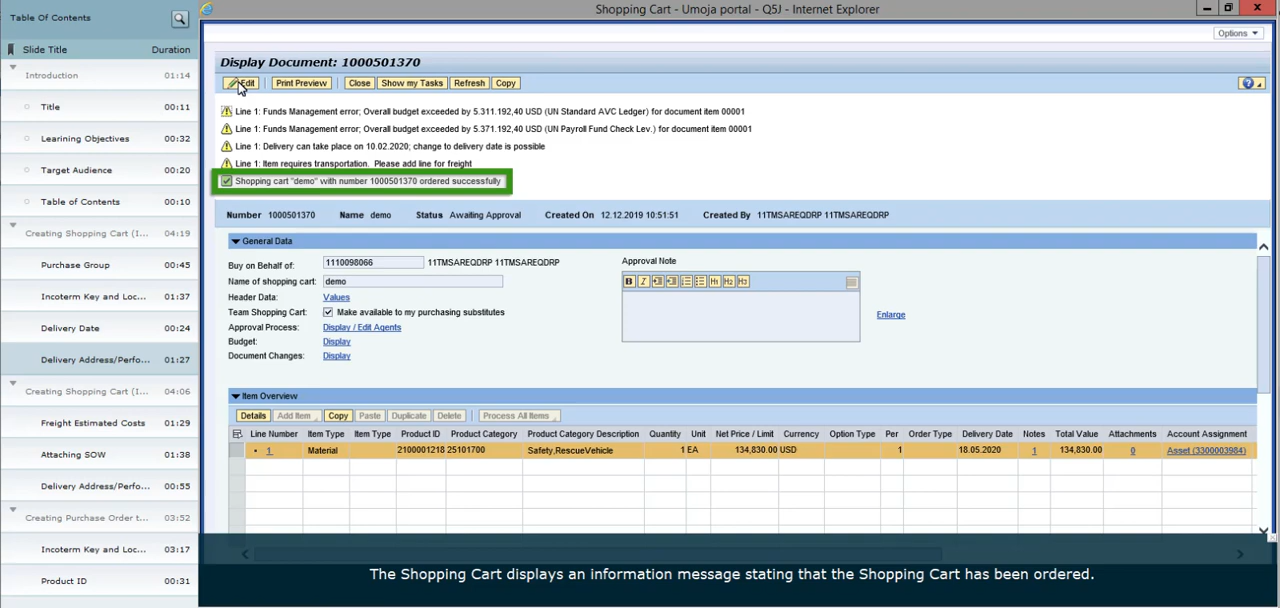 Table Of Contents
Slide Title Duration
Introduction 01:14
Title 00:11
Learining Objectives 00:32
Target Audience 00:20
Table of Contents 00:10
Creating Shopping Cart (I... 04:19
Purchase Group 00:45
Incoterm Key and Loc... 01:37
Delivery Date 00:24
Delivery Address/Perfo... 01:27
Creating Shopping Cart (I... 04:06
Freight Estimated Costs 01:29
Attaching SOW 01:38
Delivery Address/Perfo... 00:55
Creating Purchase Order t... 03:52
Incoterm Key and Loc... 03:17
Product ID 00:31
Shopping Cart - Umoja portal - Q5J - Internet Explorer
Options
Display Document: 1000501370
Edit Print Preview Close Show my Tasks Refresh Copy
Line 1: Funds Management error; Overall budget exceeded by 5.311.192,40 USD (UN Standard AVC Ledger) for document item 00001
Line 1: Funds Management error; Overall budget exceeded by 5.371.192,40 USD (UN Payroll Fund Check Lev.) for document item 00001
Line 1: Delivery can take place on 10.02.2020; change to delivery date is possible
Line 1: Item requires transportation. Please add line for freight
Shopping cart "demo" with number 1000501370 ordered successfully
Number 1000501370 Name demo Status Awaiting Approval Created On 12.12.2019 10:51:51 Created By 11TMSAREQDRP 11TMSAREQDRP
General Data
Buy on Behalf of: 1110098066 11TMSAREQDRP 11TMSAREQDRP Approval Note
Name of shopping cart: demo B I H1 H2 H3
Header Data: Values
Team Shopping Cart: Make available to my purchasing substitutes Enlarge
Approval Process: Display / Edit Agents
Budget: Display
Document Changes: Display
Item Overview
Details Add Item Copy Paste Duplicate Delete Process All Items
Line Number Item Type Item Type Product ID Product Category Product Category Description Quantity Unit Net Price / Limit Currency Option Type Per Order Type Delivery Date Notes Total Value Attachments Account Assignment
• 1 Material 2100001218 25101700 Safety,RescueVehicle 1 EA 134,830.00 USD 1 18.05.2020 1 134,830.00 0 Asset (3300003984)
The Shopping Cart displays an information message stating that the Shopping Cart has been ordered.